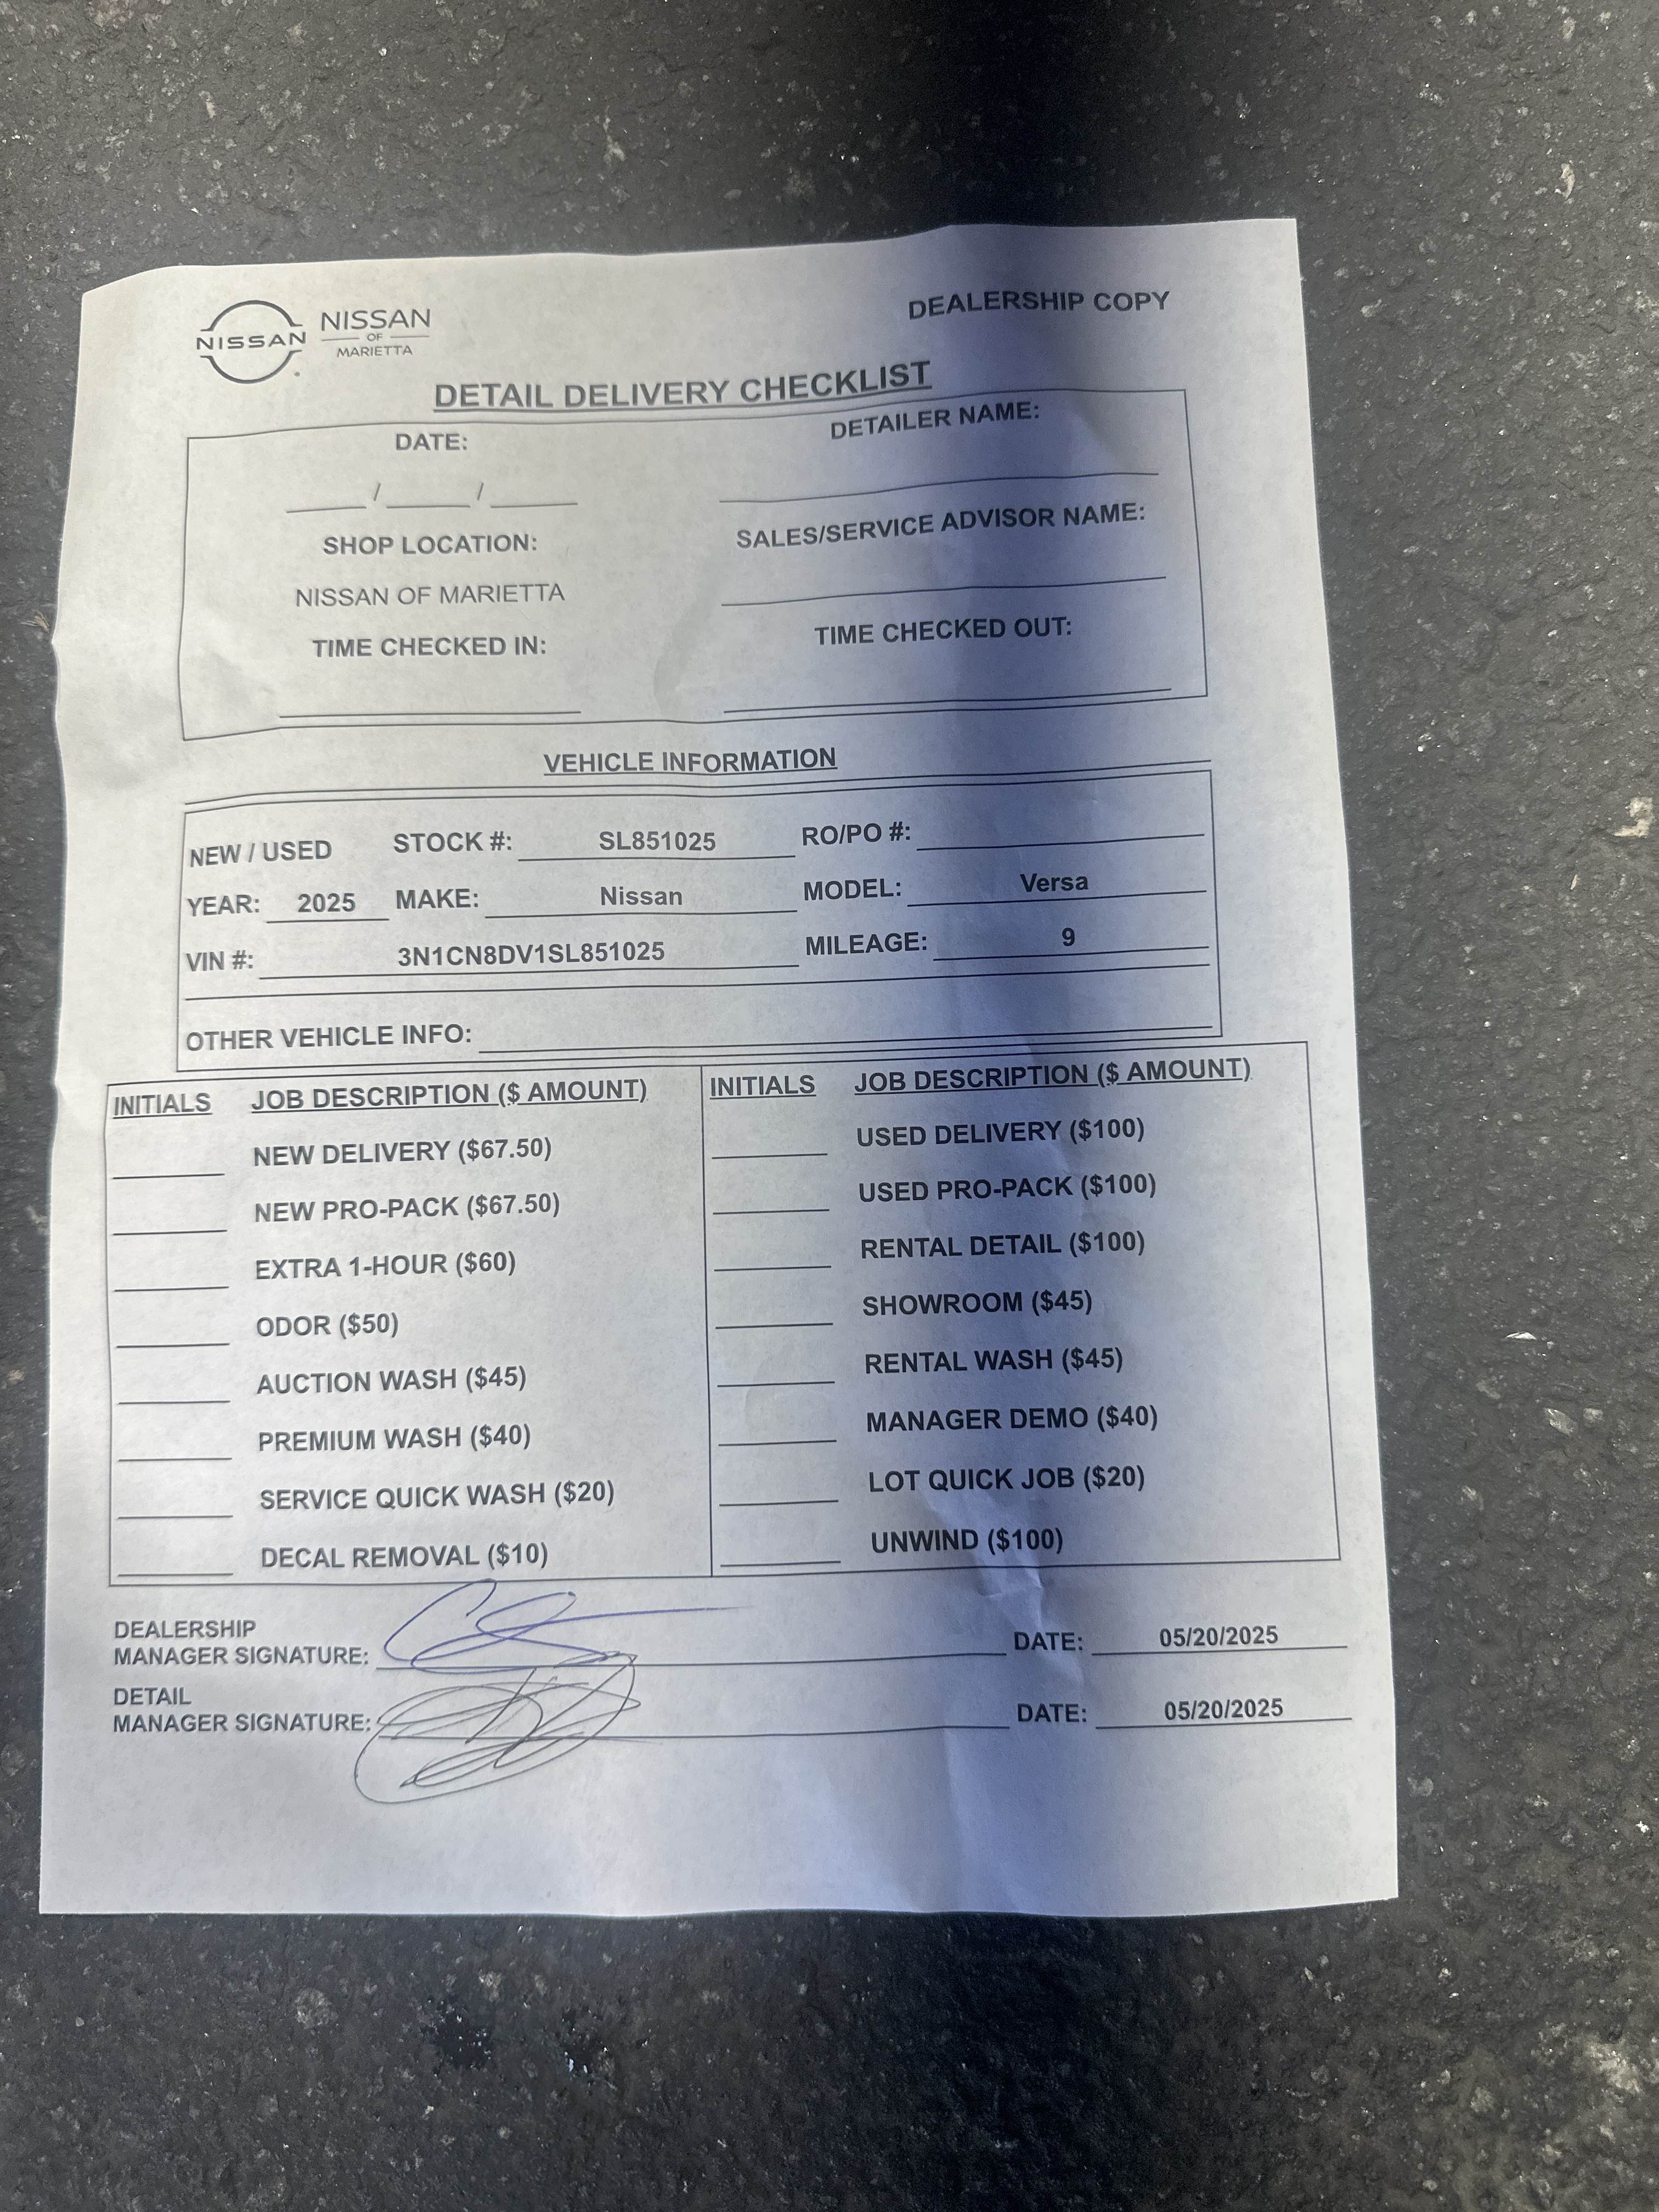 DEALERSHIP COPY
NISSAN NISSAN
OF
MARIETTA
DETAIL DELIVERY CHECKLIST
DATE: DETAILER NAME:
____ / ____ / ____ ____________
SHOP LOCATION: SALES/SERVICE ADVISOR NAME:
NISSAN OF MARIETTA ____________
TIME CHECKED IN: TIME CHECKED OUT:
VEHICLE INFORMATION
NEW / USED STOCK #: SL851025 RO/PO #:
YEAR: 2025 MAKE: Nissan MODEL: Versa
VIN #: 3N1CN8DV1SL851025 MILEAGE: 9
OTHER VEHICLE INFO:
INITIALS JOB DESCRIPTION ($ AMOUNT) INITIALS JOB DESCRIPTION ($ AMOUNT)
NEW DELIVERY ($67.50) USED DELIVERY ($100)
NEW PRO-PACK ($67.50) USED PRO-PACK ($100)
EXTRA 1-HOUR ($60) RENTAL DETAIL ($100)
ODOR ($50) SHOWROOM ($45)
AUCTION WASH ($45) RENTAL WASH ($45)
PREMIUM WASH ($40) MANAGER DEMO ($40)
SERVICE QUICK WASH ($20) LOT QUICK JOB ($20)
DECAL REMOVAL ($10) UNWIND ($100)
DEALERSHIP
MANAGER SIGNATURE: DATE: 05/20/2025
DETAIL
MANAGER SIGNATURE: DATE: 05/20/2025